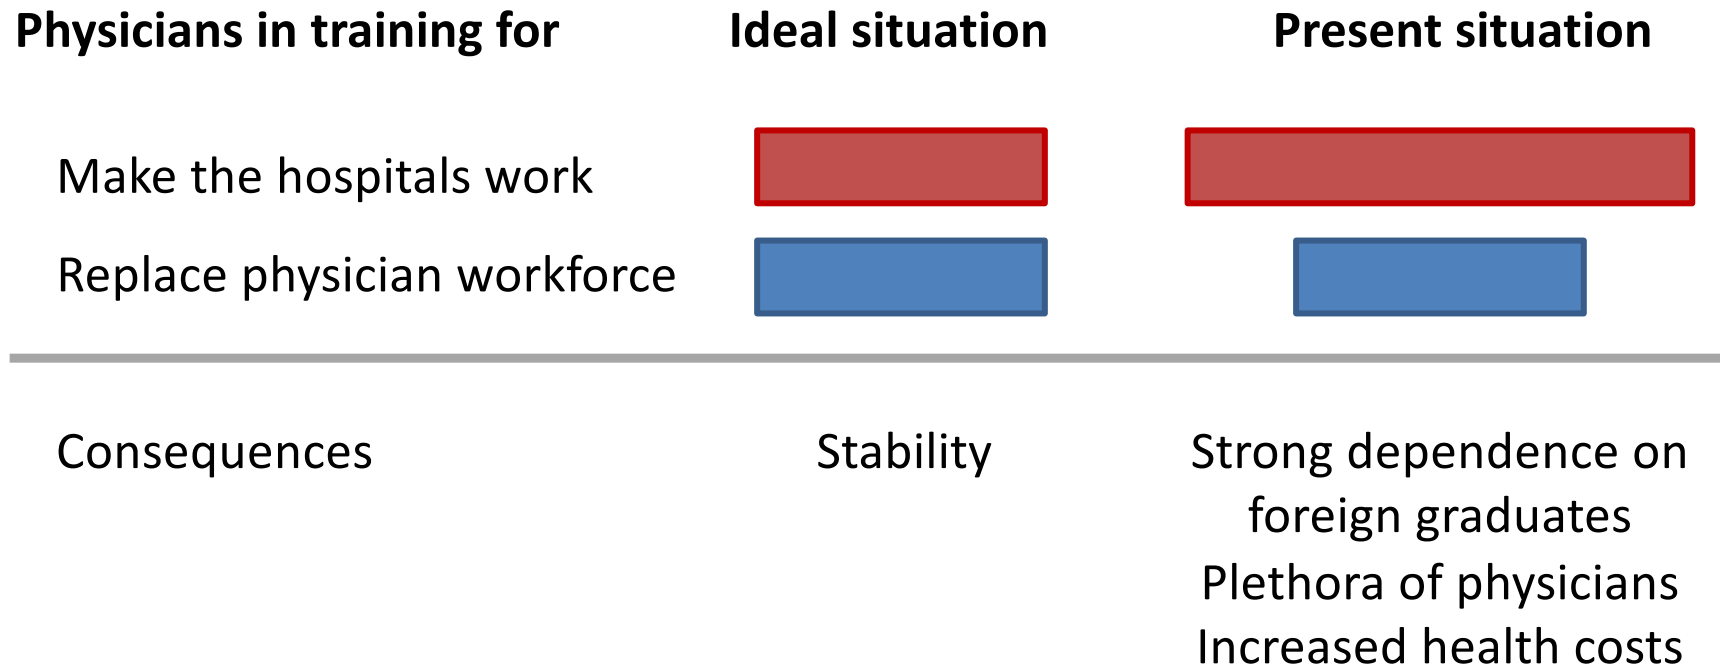 Physicians in training for Ideal situation Present situation
Make the hospitals work
Replace physician workforce
Consequences Stability Strong dependence on
foreign graduates
Plethora of physicians
Increased health costs